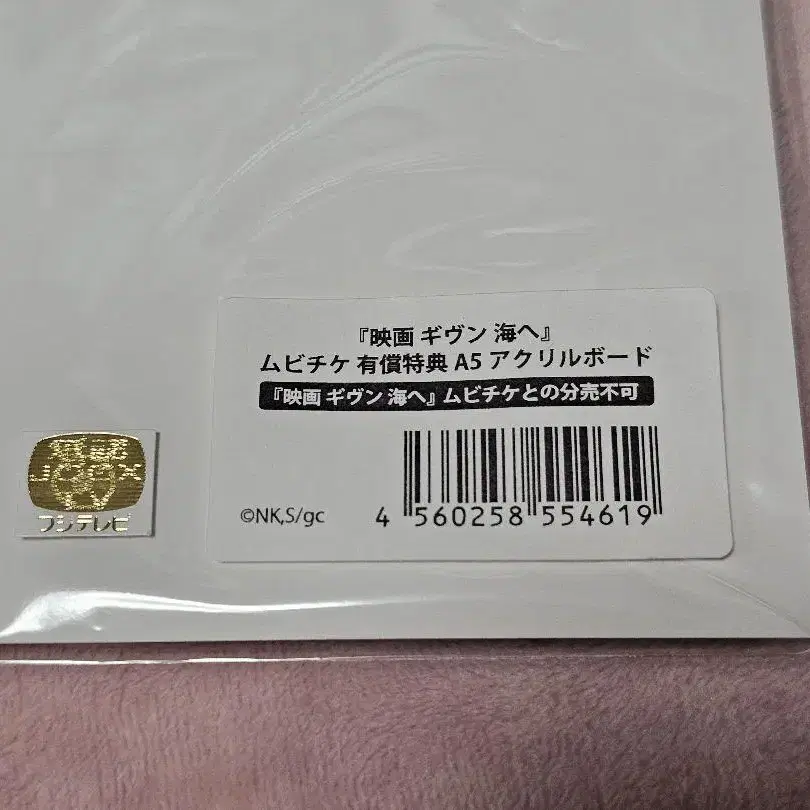 『映画 ギヴン 海へ』
ムビチケ 有償特典 A5 アクリルボード
『映画 ギヴン 海へ』ムビチケとの分売不可
©NK,S/gc
4 560258 554619
JOCX
TV
フジテレビ